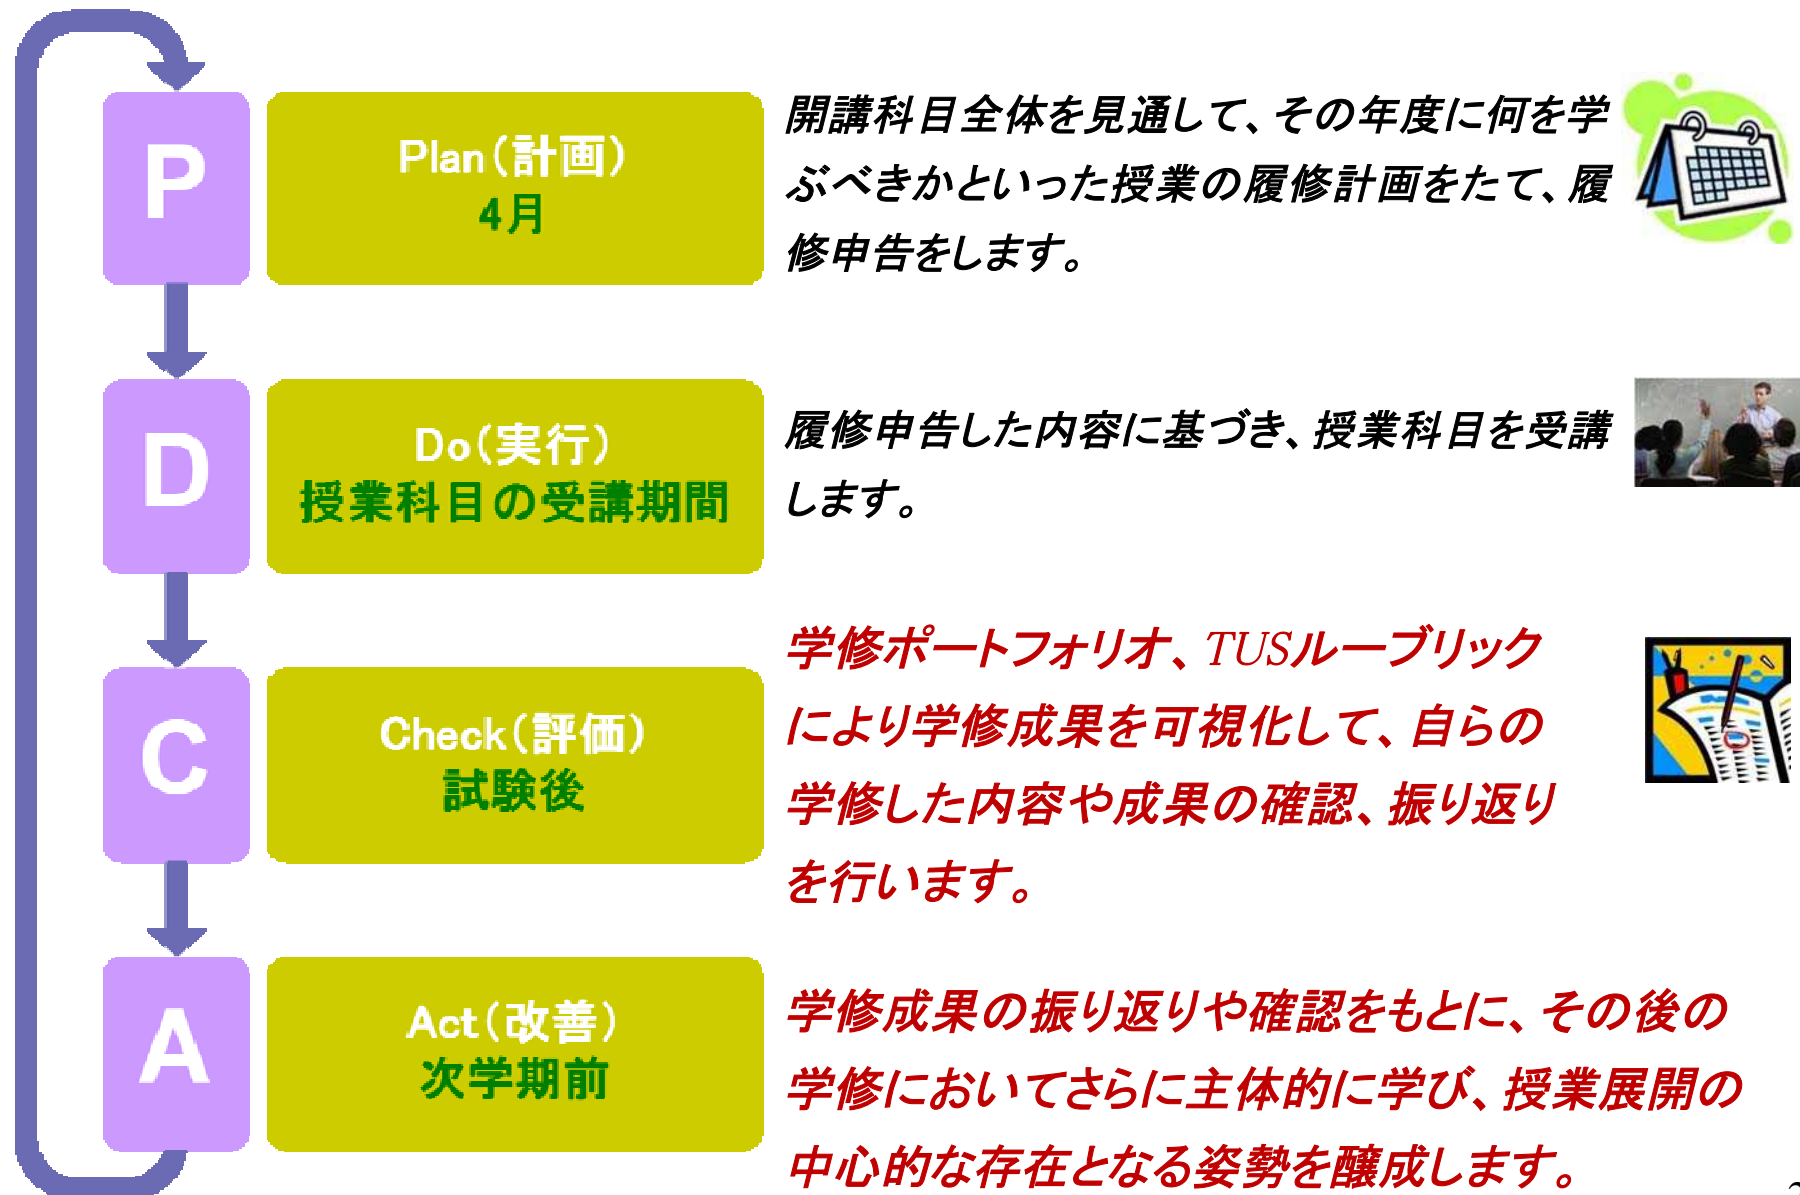 P
Plan(計画)
4月
開講科目全体を見通して、その年度に何を学
ぶべきかといった授業の履修計画をたて、履
修申告をします。
D
Do(実行)
授業科目の受講期間
履修申告した内容に基づき、授業科目を受講
します。
C
Check(評価)
試験後
学修ポートフォリオ、TUSルーブリック
により学修成果を可視化して、自らの
学修した内容や成果の確認、振り返り
を行います。
A
Act(改善)
次学期前
学修成果の振り返りや確認をもとに、その後の
学修においてさらに主体的に学び、授業展開の
中心的な存在となる姿勢を醸成します。